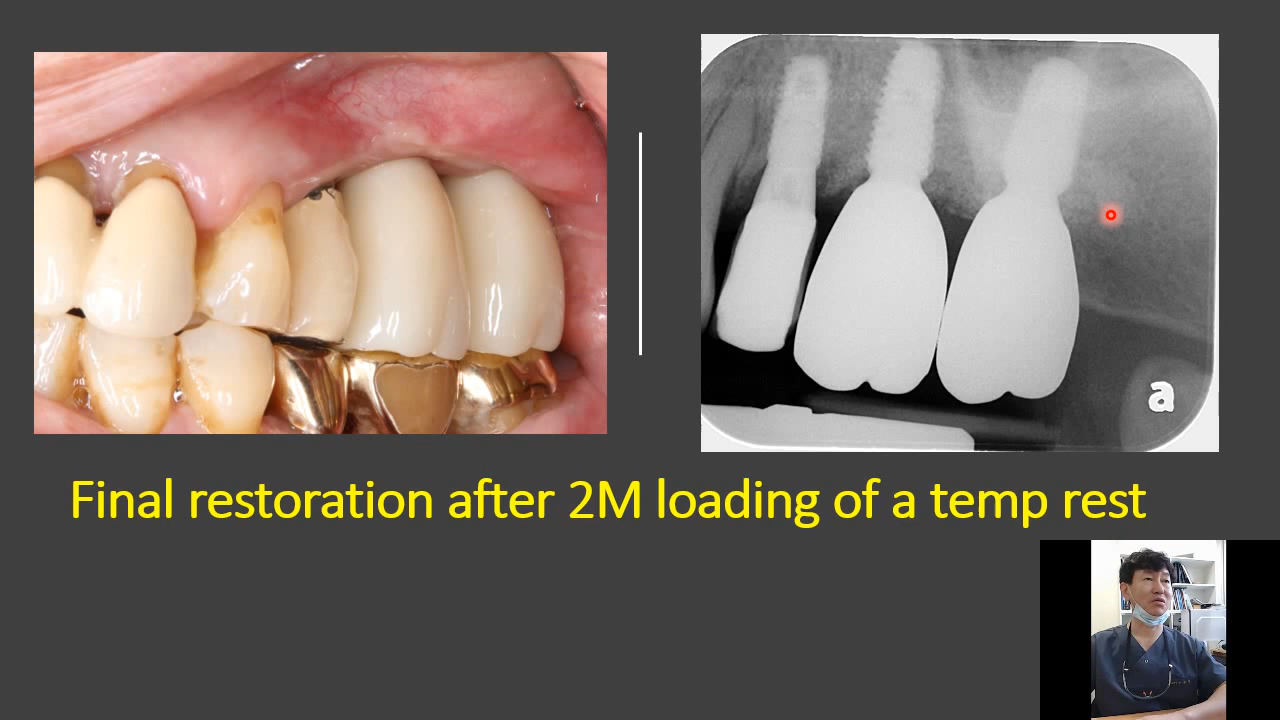 a
Final restoration after 2M loading of a temp rest